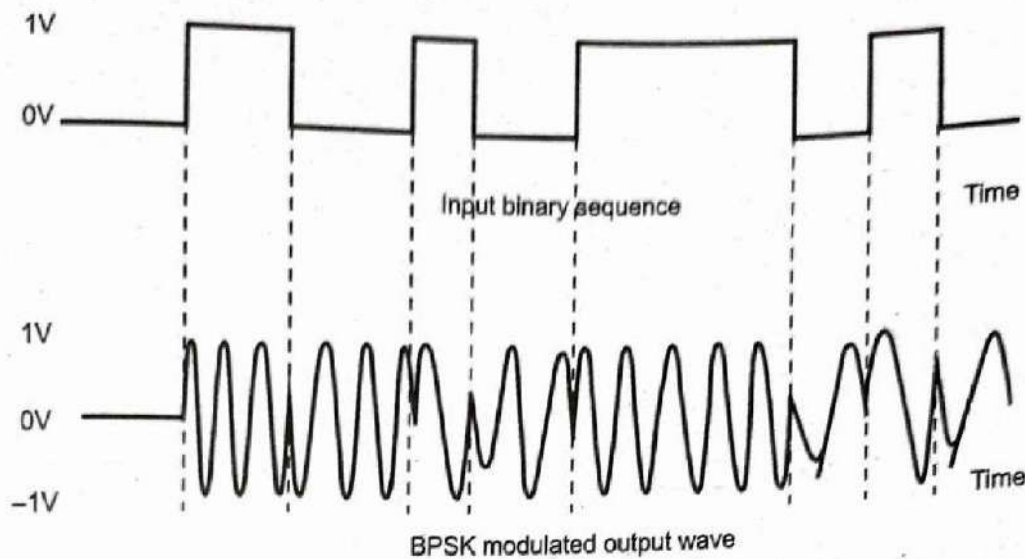 1V
0V
Input binary sequence
Time
1V
0V
Time
–1V
BPSK modulated output wave